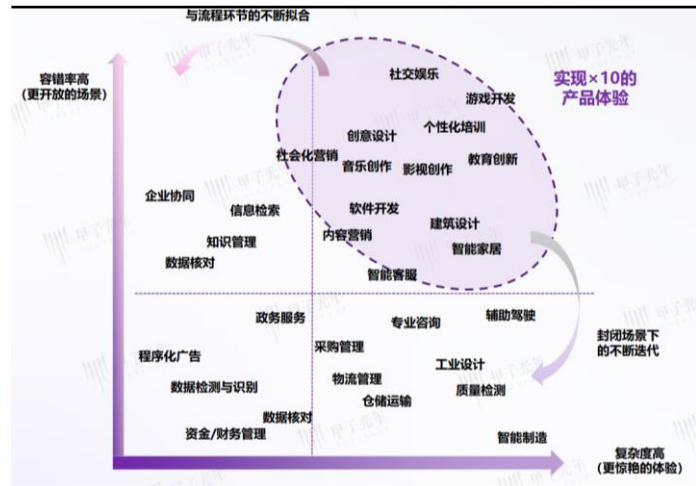 与流程环节的不断拟合
容错率高
（更开放的场景）
实现×10的
产品体验
社交娱乐
游戏开发
个性化培训
创意设计
社会化营销
音乐创作
影视创作
教育创新
企业协同
信息检索
软件开发
建筑设计
知识管理
内容营销
智能家居
数据核对
智能客服
政务服务
专业咨询
辅助驾驶
封闭场景下
的不断迭代
采购管理
程序化广告
工业设计
数据检测与识别
物流管理
质量检测
仓储运输
数据核对
资金/财务管理
智能制造
复杂度高
（更惊艳的体验）
甲子光年